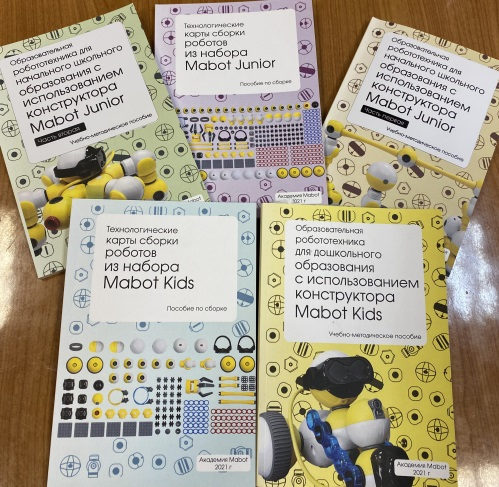 Образовательная
робототехника для
начального школьного
образования с
использованием
конструктора
Mabot Junior
Часть вторая
Учебно-методическое пособие
Технологические
карты сборки
роботов
из набора
Mabot Junior
Пособие по сборке
Академия Mabot
2021 г
Образовательная
робототехника для
начального школьного
образования с
использованием
конструктора
Mabot Junior
Часть первая
Учебно-методическое пособие
Технологические
карты сборки
роботов
из набора
Mabot Kids
Пособие по сборке
Академия Mabot
2021 г
Образовательная
робототехника
для дошкольного
образования
с использованием
конструктора
Mabot Kids
Учебно-методическое пособие
Академия Mabot
2021 г